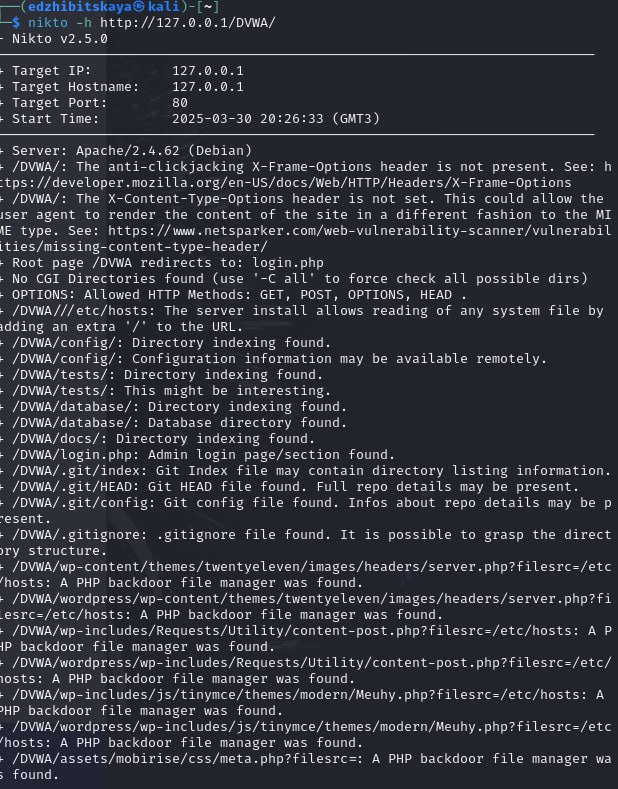 ┌──(edzhibitskaya㉿kali)-[~]
└─$ nikto -h http://127.0.0.1/DVWA/
- Nikto v2.5.0
+ Target IP:          127.0.0.1
+ Target Hostname:    127.0.0.1
+ Target Port:        80
+ Start Time:         2025-03-30 20:26:33 (GMT3)
+ Server: Apache/2.4.62 (Debian)
+ /DVWA/: The anti-clickjacking X-Frame-Options header is not present. See: h
ttps://developer.mozilla.org/en-US/docs/Web/HTTP/Headers/X-Frame-Options
+ /DVWA/: The X-Content-Type-Options header is not set. This could allow the
user agent to render the content of the site in a different fashion to the MI
ME type. See: https://www.netsparker.com/web-vulnerability-scanner/vulnerabil
ities/missing-content-type-header/
+ Root page /DVWA redirects to: login.php
+ No CGI Directories found (use '-C all' to force check all possible dirs)
+ OPTIONS: Allowed HTTP Methods: GET, POST, OPTIONS, HEAD .
+ /DVWA///etc/hosts: The server install allows reading of any system file by
adding an extra '/' to the URL.
+ /DVWA/config/: Directory indexing found.
+ /DVWA/config/: Configuration information may be available remotely.
+ /DVWA/tests/: Directory indexing found.
+ /DVWA/tests/: This might be interesting.
+ /DVWA/database/: Directory indexing found.
+ /DVWA/database/: Database directory found.
+ /DVWA/docs/: Directory indexing found.
+ /DVWA/login.php: Admin login page/section found.
+ /DVWA/.git/index: Git Index file may contain directory listing information.
+ /DVWA/.git/HEAD: Git HEAD file found. Full repo details may be present.
+ /DVWA/.git/config: Git config file found. Infos about repo details may be p
resent.
+ /DVWA/.gitignore: .gitignore file found. It is possible to grasp the direct
ory structure.
+ /DVWA/wp-content/themes/twentyeleven/images/headers/server.php?filesrc=/etc
/hosts: A PHP backdoor file manager was found.
+ /DVWA/wordpress/wp-content/themes/twentyeleven/images/headers/server.php?fi
lesrc=/etc/hosts: A PHP backdoor file manager was found.
+ /DVWA/wp-includes/Requests/Utility/content-post.php?filesrc=/etc/hosts: A P
HP backdoor file manager was found.
+ /DVWA/wordpress/wp-includes/Requests/Utility/content-post.php?filesrc=/etc/
hosts: A PHP backdoor file manager was found.
+ /DVWA/wp-includes/js/tinymce/themes/modern/Meuhy.php?filesrc=/etc/hosts: A
PHP backdoor file manager was found.
+ /DVWA/wordpress/wp-includes/js/tinymce/themes/modern/Meuhy.php?filesrc=/etc
/hosts: A PHP backdoor file manager was found.
+ /DVWA/assets/mobirise/css/meta.php?filesrc=: A PHP backdoor file manager wa
s found.